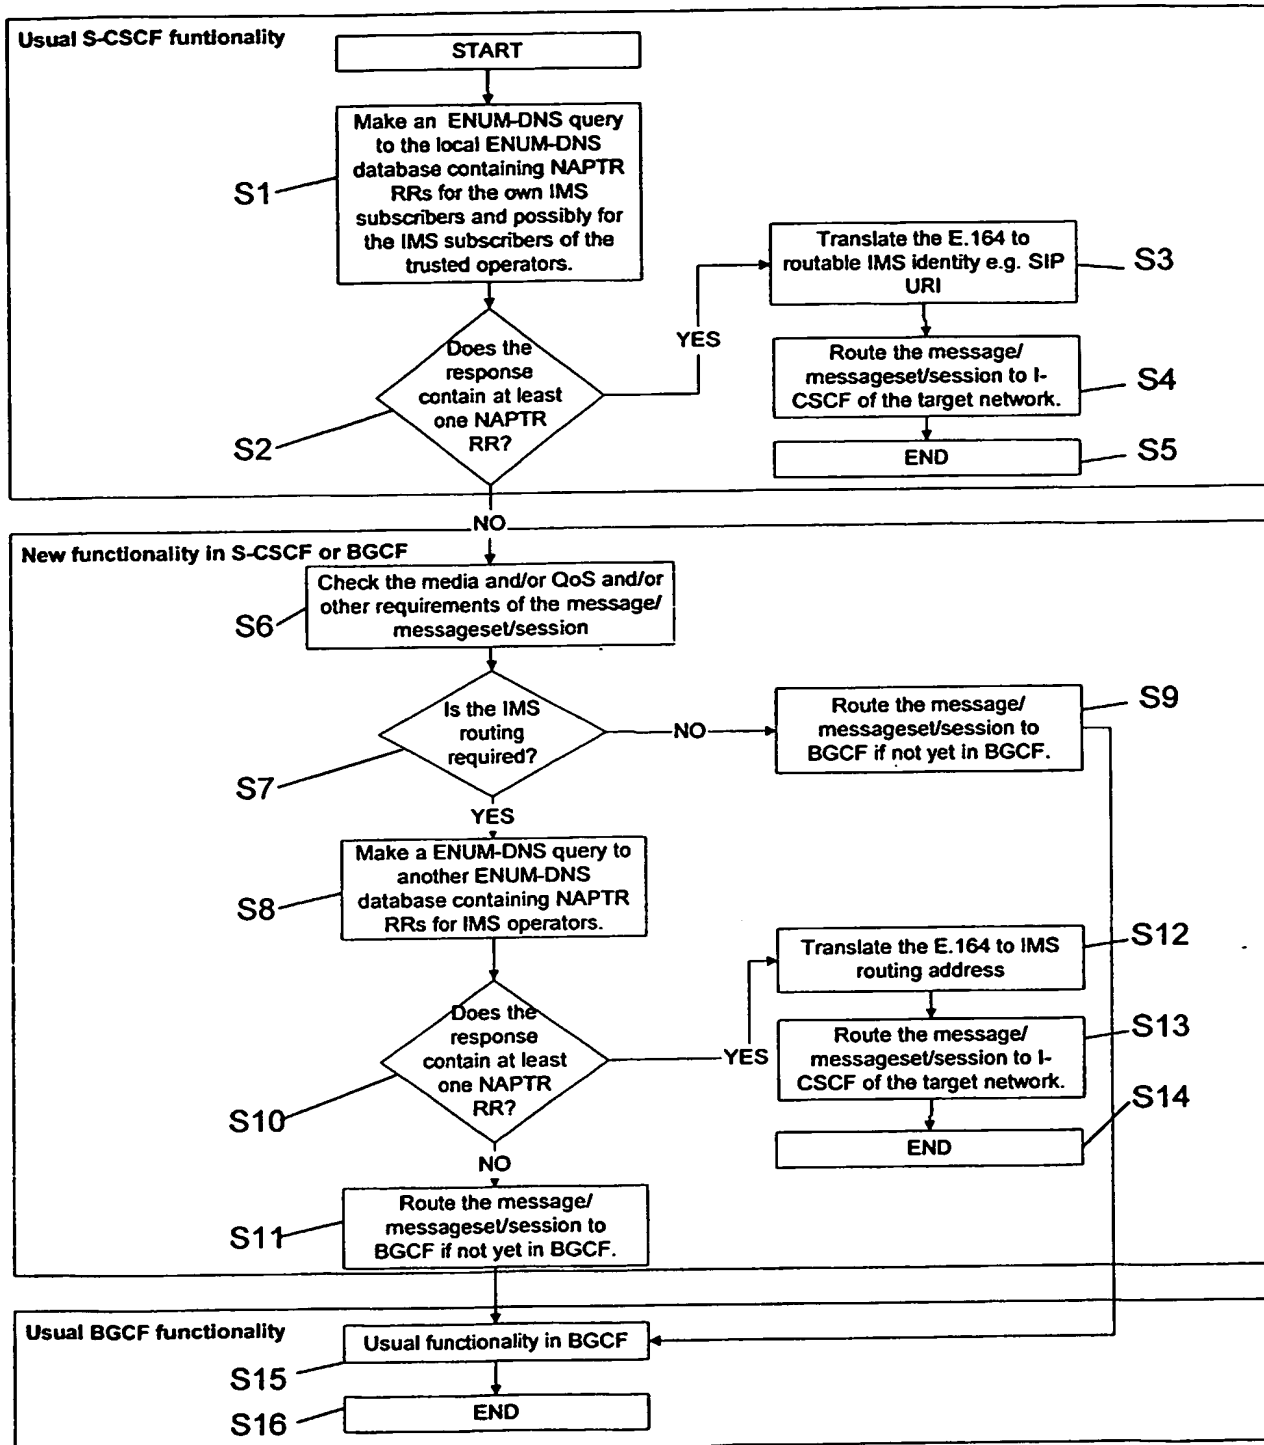 Usual S-CSCF funtionality
START
Make an ENUM-DNS query
to the local ENUM-DNS
database containing NAPTR
RRs for the own IMS
subscribers and possibly for
the IMS subscribers of the
trusted operators.
S1
Translate the E.164 to
routable IMS identity e.g. SIP
URI
S3
YES
Does the
response
contain at least
one NAPTR
RR?
S2
Route the message/
messageset/session to I-
CSCF of the target network.
S4
END
S5
NO
New functionality in S-CSCF or BGCF
Check the media and/or QoS and/or
other requirements of the message/
messageset/session
S6
Is the IMS
routing
required?
S7
NO
Route the message/
messageset/session to
BGCF if not yet in BGCF.
S9
YES
Make a ENUM-DNS query to
another ENUM-DNS
database containing NAPTR
RRs for IMS operators.
S8
Translate the E.164 to IMS
routing address
S12
Does the
response
contain at least
one NAPTR
RR?
S10
YES
Route the message/
messageset/session to I-
CSCF of the target network.
S13
END
S14
NO
Route the message/
messageset/session to
BGCF if not yet in BGCF.
S11
Usual BGCF functionality
Usual functionality in BGCF
S15
END
S16